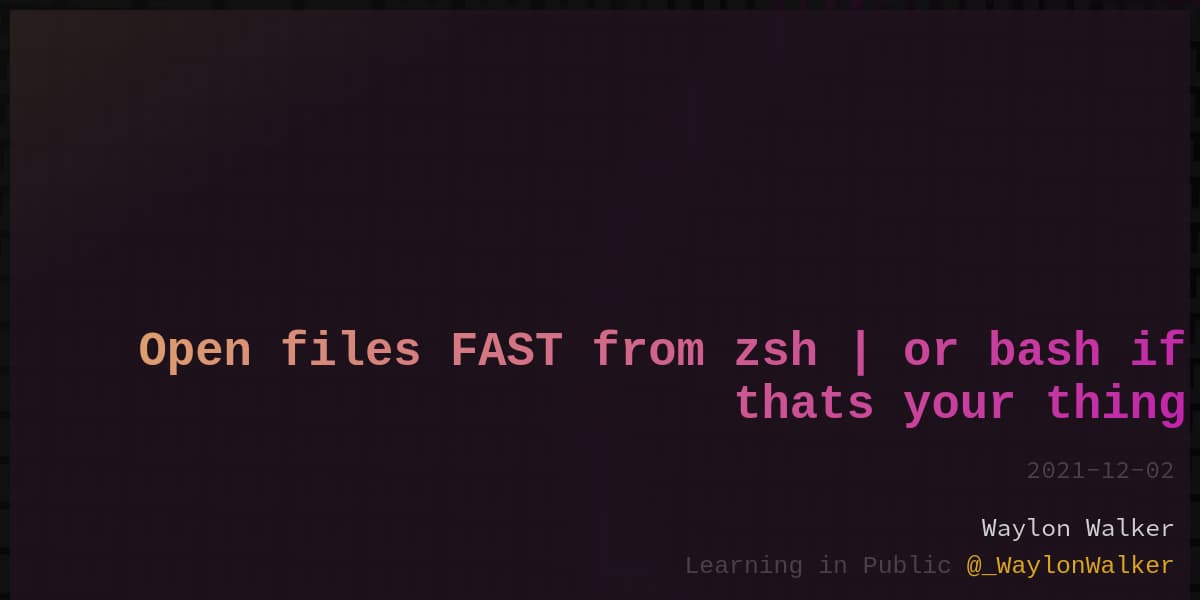 Open files FAST from zsh | or bash if
thats your thing
2021-12-02
Waylon Walker
Learning in Public @_WaylonWalker